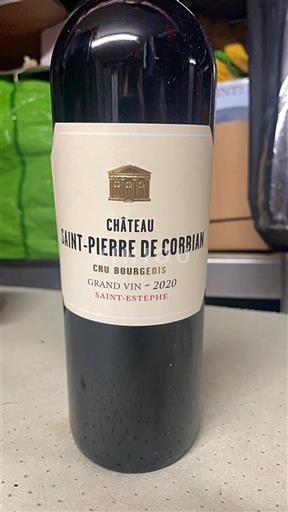 CHÂTEAU
SAINT-PIERRE DE CORBIAN
CRU BOURGEOIS
GRAND VIN - 2020
SAINT-ESTÈPHE